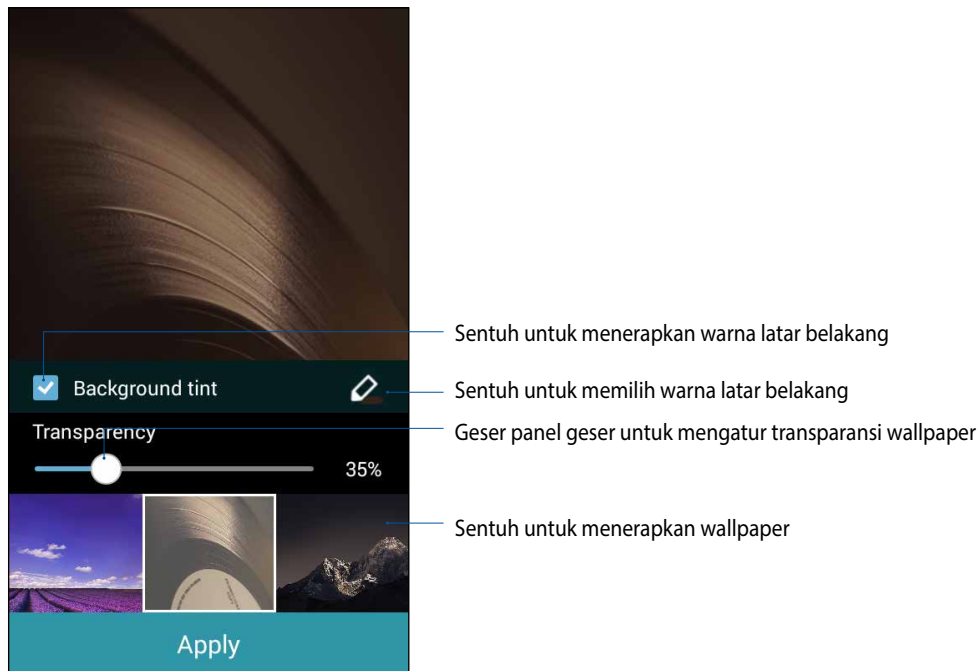 Sentuh untuk menerapkan warna latar belakang
Background tint
Sentuh untuk memilih warna latar belakang
Transparency
Geser panel geser untuk mengatur transparansi wallpaper
35%
Sentuh untuk menerapkan wallpaper
Apply